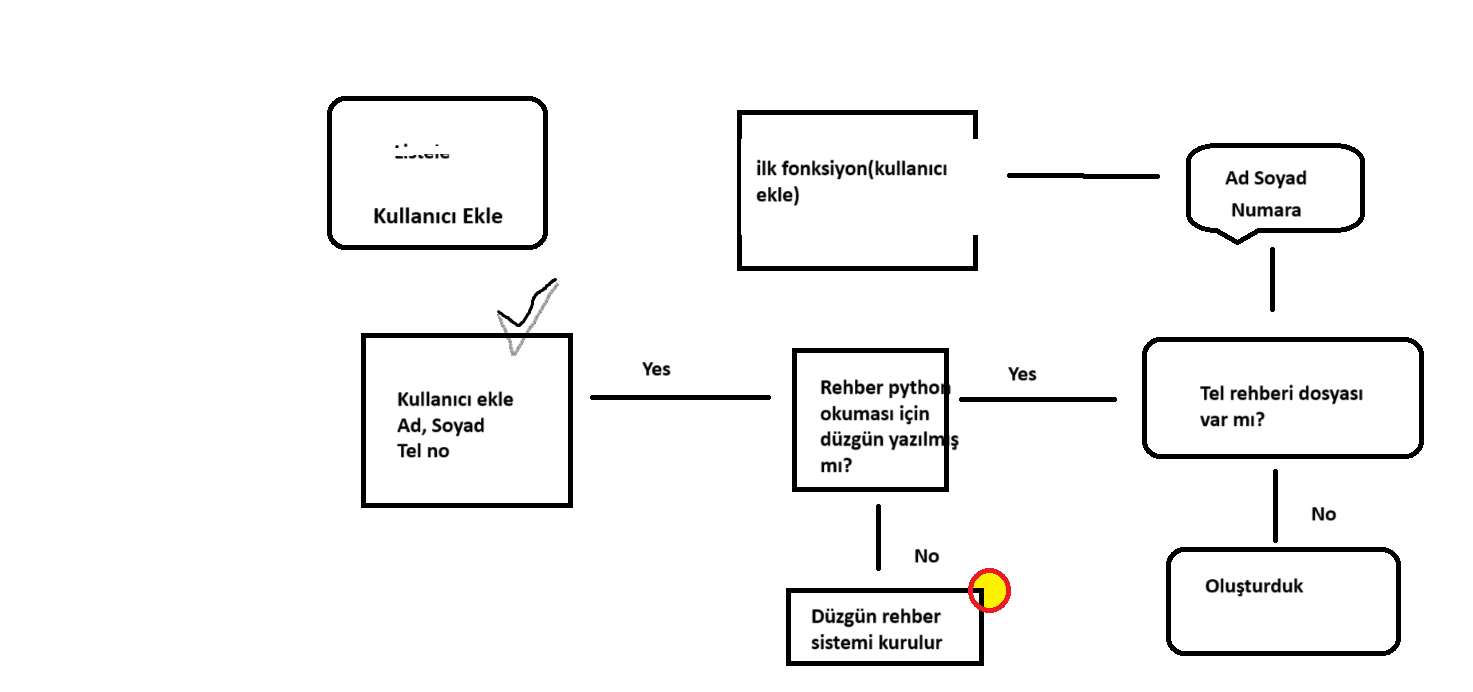 Kullanıcı Ekle
ilk fonksiyon(kullanıcı
ekle)
Ad Soyad
Numara
Kullanıcı ekle
Ad, Soyad
Tel no
Yes
Rehber python
okuması için
düzgün yazılmış
mı?
Yes
Tel rehberi dosyası
var mı?
No
Düzgün rehber
sistemi kurulur
No
Oluşturduk